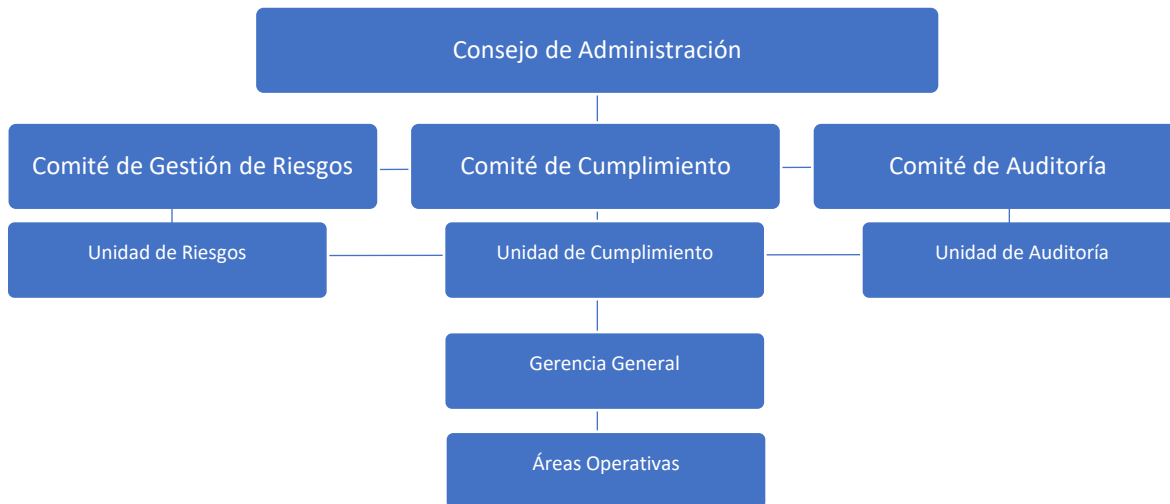 Consejo de Administración
Comité de Gestión de Riesgos
Comité de Cumplimiento
Comité de Auditoría
Unidad de Riesgos
Unidad de Cumplimiento
Unidad de Auditoría
Gerencia General
Áreas Operativas